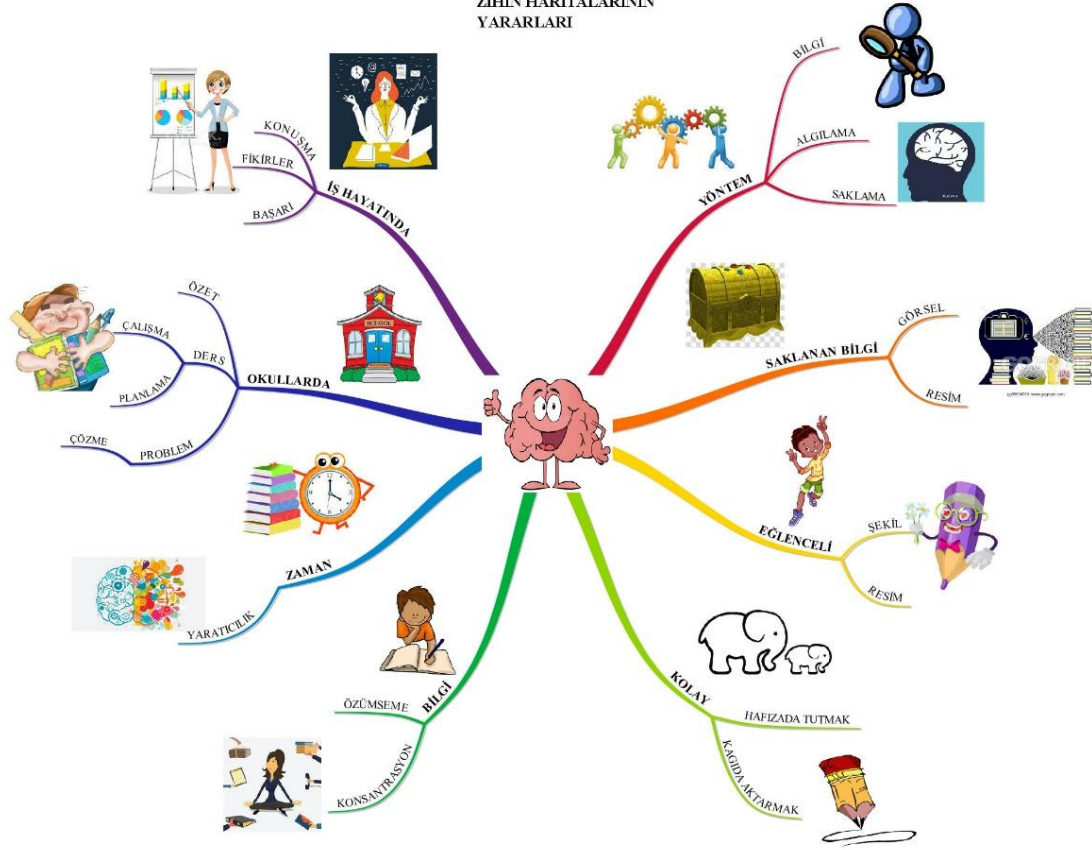 ZİHİN HARİTALARININ
YARARLARI
YÖNTEM
BİLGİ
ALGILAMA
SAKLAMA
SAKLANAN BİLGİ
GÖRSEL
RESİM
EĞLENCELİ
ŞEKİL
RESİM
KOLAY
HAFIZADA TUTMAK
KAGIDA AKTARMAK
BİLGİ
ÖZÜMSEME
KONSANTRASYON
ZAMAN
YARATICILIK
OKULLARDA
ÖZET
DERS
ÇALIŞMA
PLANLAMA
PROBLEM
ÇÖZME
SCHOOL
İŞ HAYATINDA
KONUŞMA
FİKİRLER
BAŞARI